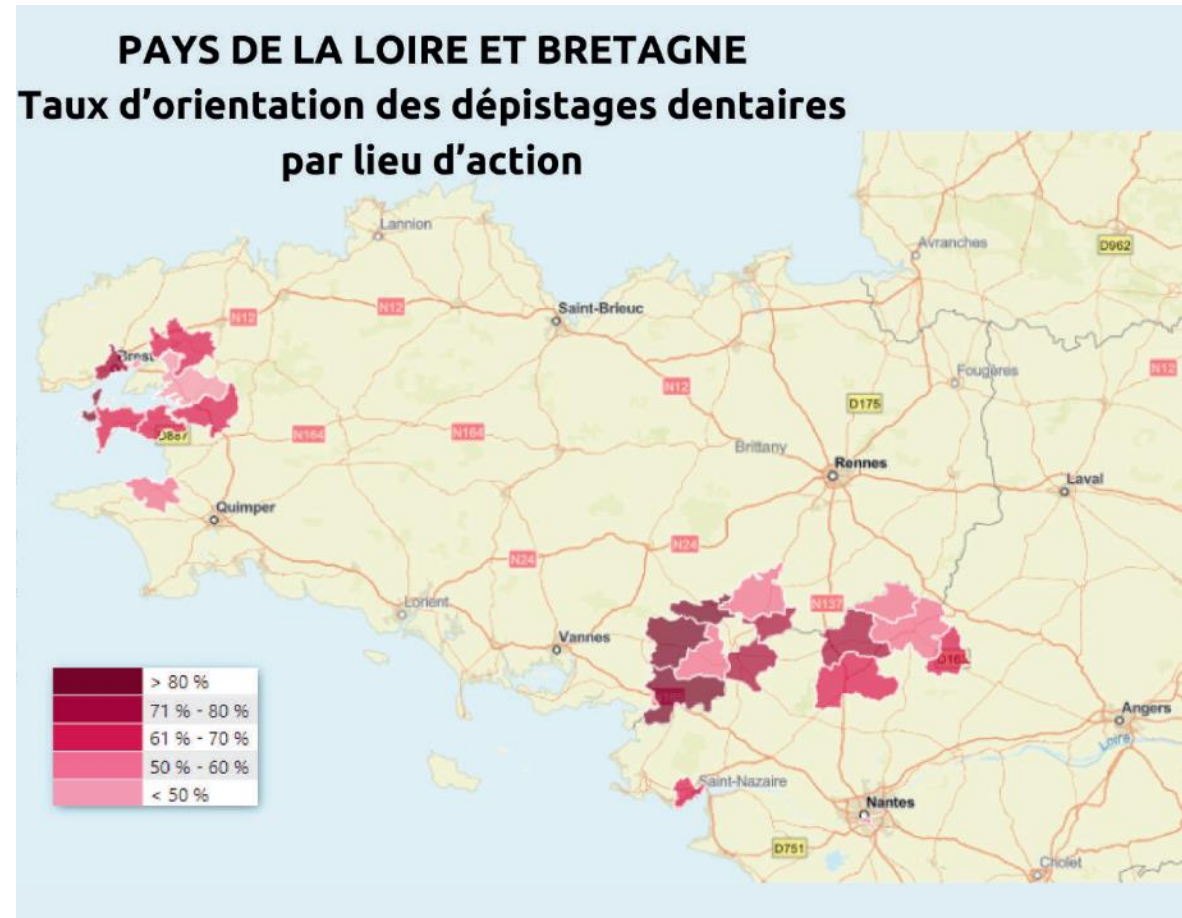 PAYS DE LA LOIRE ET BRETAGNE
Taux d’orientation des dépistages dentaires
par lieu d’action
Lannion
Avranches
D962
N12
N12
Saint-Brieuc
Brest
N12
Fougères
N12
D175
D887
N164
N164
Brittany
Rennes
Laval
Quimper
N24
N24
Lorient
N137
Vannes
> 80 %
71 % - 80 %
61 % - 70 %
50 % - 60 %
< 50 %
Angers
Loire
Saint-Nazaire
Nantes
D751
Cholet